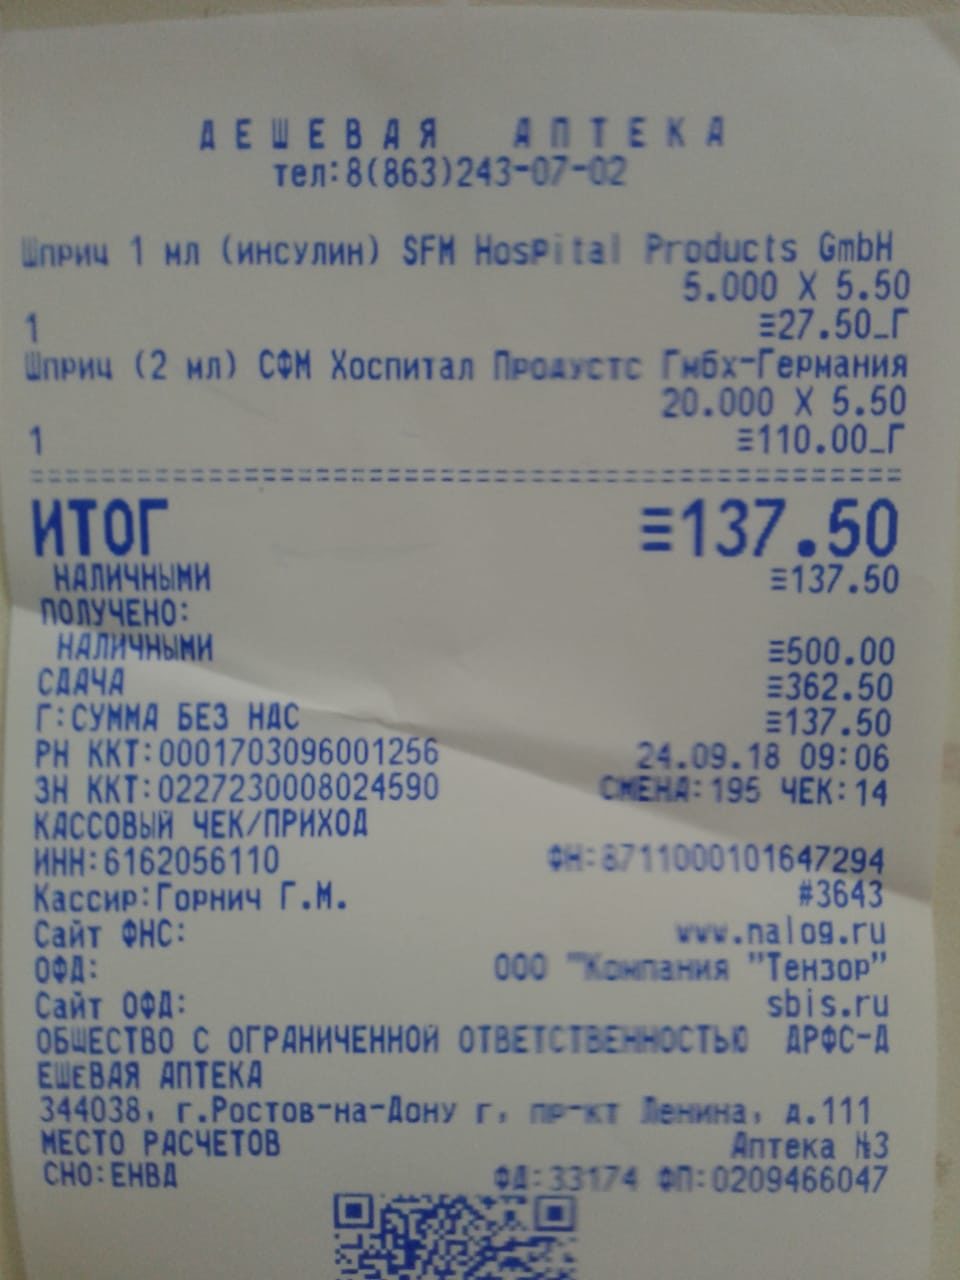 ДЕШЕВАЯ АПТЕКА
тел:8(863)243-07-02
Шприц 1 мл (инсулин) SFM Hospital Products GmbH
5.000 X 5.50
1 ≡27.50_Г
Шприц (2 мл) СФМ Хоспитал Продустс Гмбх-Германия
20.000 X 5.50
1 ≡110.00_Г
ИТОГ ≡137.50
НАЛИЧНЫМИ ≡137.50
ПОЛУЧЕНО:
НАЛИЧНЫМИ ≡500.00
СДАЧА ≡362.50
Г:СУММА БЕЗ НДС ≡137.50
РН ККТ:0001703096001256 24.09.18 09:06
ЗН ККТ:0227230008024590 СМЕНА:195 ЧЕК:14
КАССОВЫЙ ЧЕК/ПРИХОД
ИНН:6162056110 ФН:8711000101647294
Кассир:Горнич Г.М. #3643
Сайт ФНС: www.nalog.ru
ОФД: ООО "Компания "Тензор"
Сайт ОФД: sbis.ru
ОБЩЕСТВО С ОГРАНИЧЕННОЙ ОТВЕТСТВЕННОСТЬЮ АРФС-Д
ЕШЕВАЯ АПТЕКА
344038, г.Ростов-на-Дону г, пр-кт Ленина, д.111
МЕСТО РАСЧЕТОВ Аптека №3
СНО:ЕНВД ФД:33174 ФП:0209466047